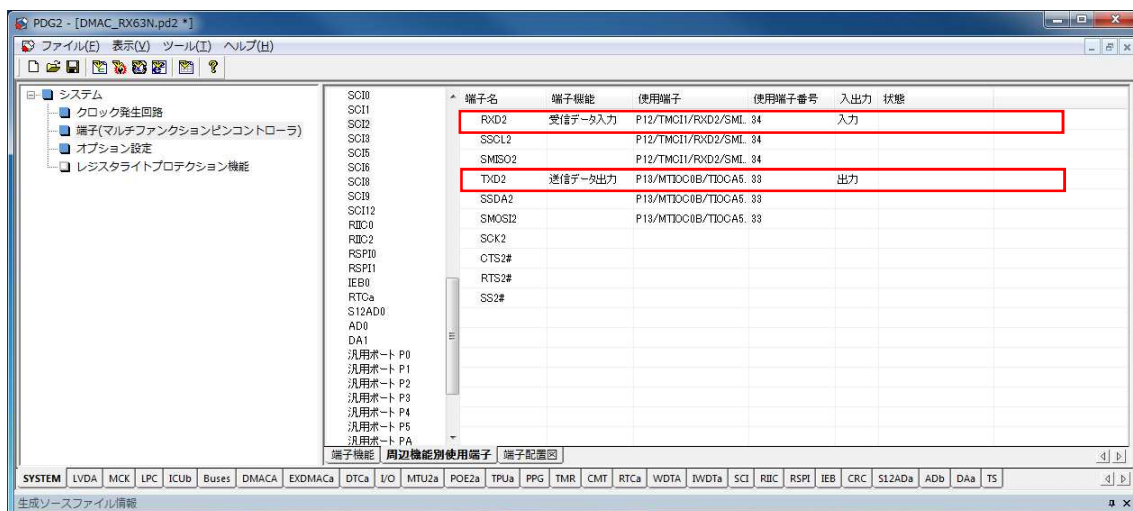 PDG2 - [DMAC_RX63N.pd2 *]
ファイル(F) 表示(V) ツール(T) ヘルプ(H)
システム
クロック発生回路
端子(マルチファンクションピンコントローラ)
オプション設定
レジスタライトプロテクション機能
SCI0
SCI1
SCI2
SCI3
SCI5
SCI6
SCI8
SCI9
SCI12
RIIC0
RIIC2
RSPI0
RSPI1
IEB0
RTCa
S12AD0
AD0
DA1
汎用ポート P0
汎用ポート P1
汎用ポート P2
汎用ポート P3
汎用ポート P4
汎用ポート P5
汎用ポート PA
端子名 端子機能 使用端子 使用端子番号 入出力 状態
RXD2 受信データ入力 P12/TMCI1/RXD2/SMI.. 34 入力
SSCL2 P12/TMCI1/RXD2/SMI.. 34
SMISO2 P12/TMCI1/RXD2/SMI.. 34
TXD2 送信データ出力 P13/MTIOC0B/TIOCA5.. 33 出力
SSDA2 P13/MTIOC0B/TIOCA5.. 33
SMOSI2 P13/MTIOC0B/TIOCA5.. 33
SCK2
CTS2#
RTS2#
SS2#
端子機能 周辺機能別使用端子 端子配置図
SYSTEM LVDA MCK LPC ICUb Buses DMACA EXDMACa DTCa I/O MTU2a POE2a TPUa PPG TMR CMT RTCa WDTA IWDTa SCI RIIC RSPI IEB CRC S12ADa ADb DAa TS
生成ソースファイル情報